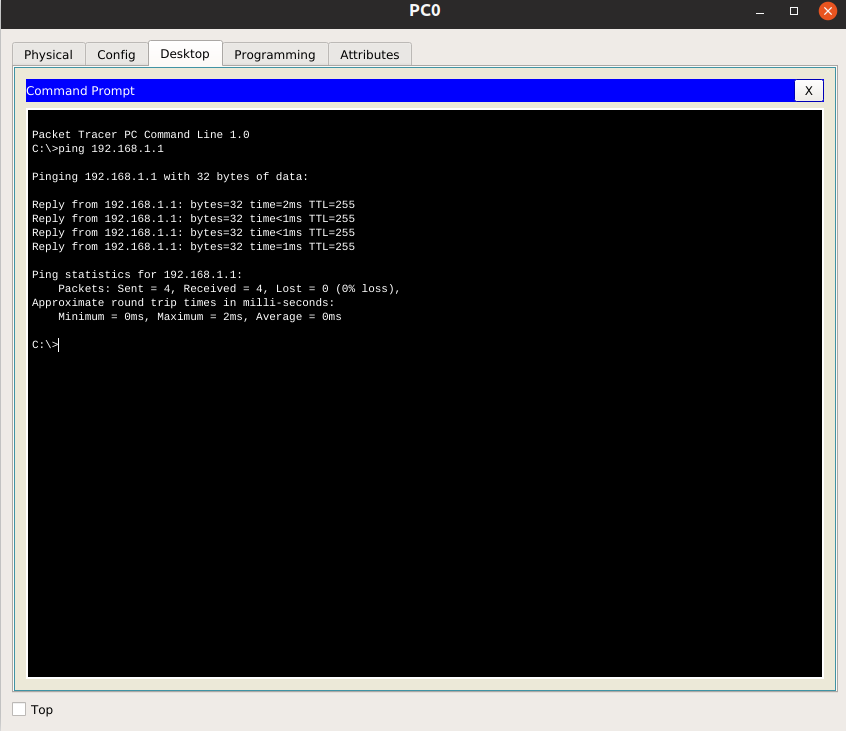 PC0
Physical Config Desktop Programming Attributes
Command Prompt X
Packet Tracer PC Command Line 1.0
C:\>ping 192.168.1.1
Pinging 192.168.1.1 with 32 bytes of data:
Reply from 192.168.1.1: bytes=32 time=2ms TTL=255
Reply from 192.168.1.1: bytes=32 time<1ms TTL=255
Reply from 192.168.1.1: bytes=32 time<1ms TTL=255
Reply from 192.168.1.1: bytes=32 time=1ms TTL=255
Ping statistics for 192.168.1.1:
    Packets: Sent = 4, Received = 4, Lost = 0 (0% loss),
Approximate round trip times in milli-seconds:
    Minimum = 0ms, Maximum = 2ms, Average = 0ms
C:\>
Top